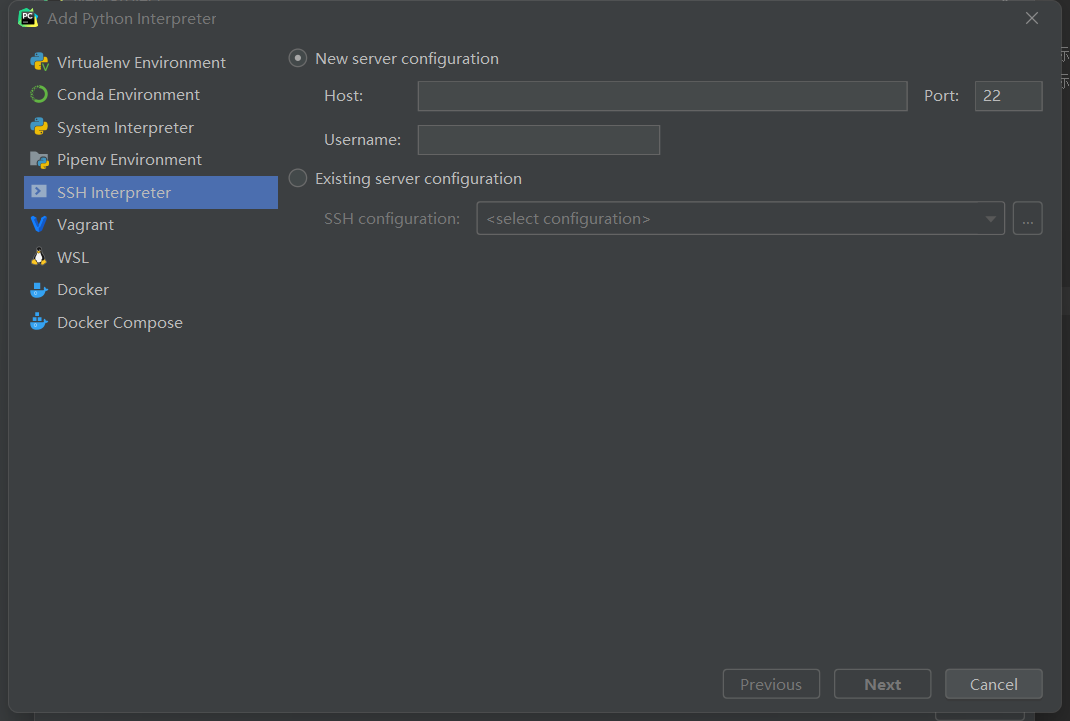 Add Python Interpreter
Virtualenv Environment
Conda Environment
System Interpreter
Pipenv Environment
SSH Interpreter
Vagrant
WSL
Docker
Docker Compose
New server configuration
Host:
Port: 22
Username:
Existing server configuration
SSH configuration: <select configuration> ...
Previous Next Cancel